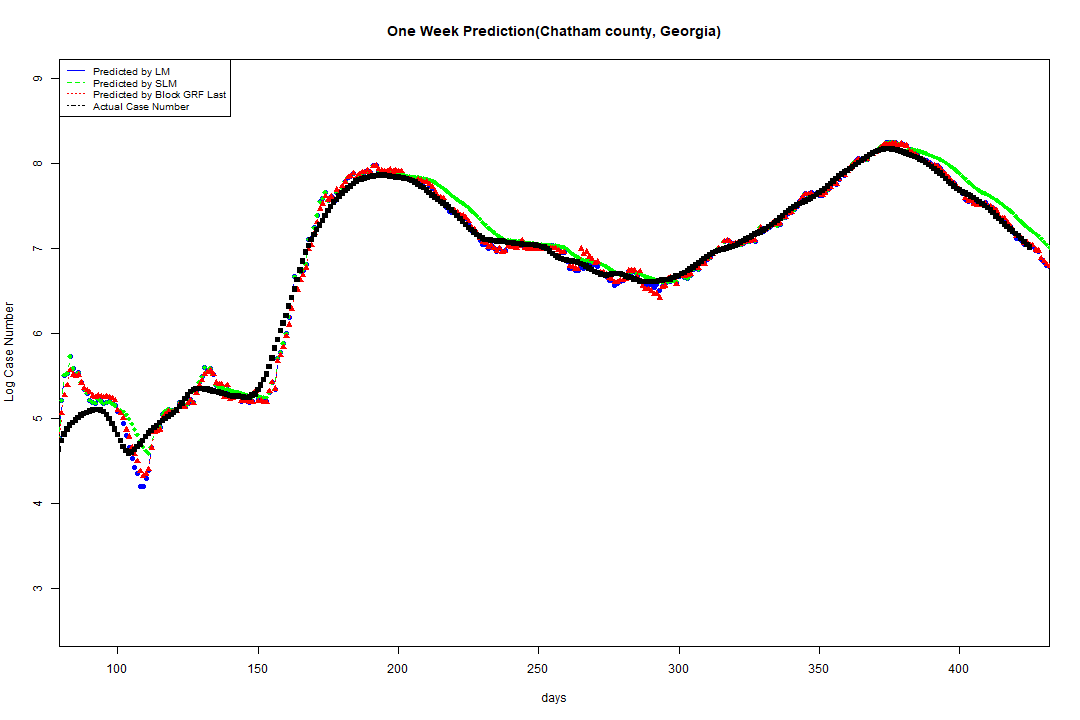 One Week Prediction(Chatham county, Georgia)
Predicted by LM
Predicted by SLM
Predicted by Block GRF Last
Actual Case Number
9
8
7
6
5
4
3
Log Case Number
100 150 200 250 300 350 400
days